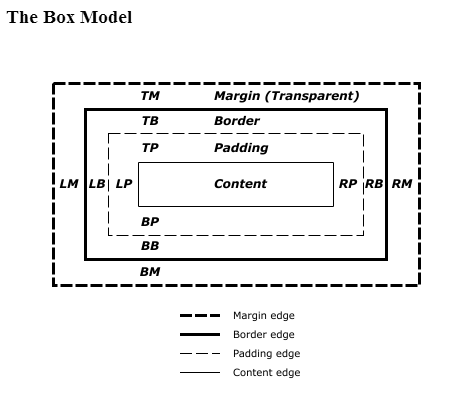 The Box Model
TM Margin (Transparent)
TB Border
TP Padding
LM LB LP Content RP RB RM
BP
BB
BM
Margin edge
Border edge
Padding edge
Content edge